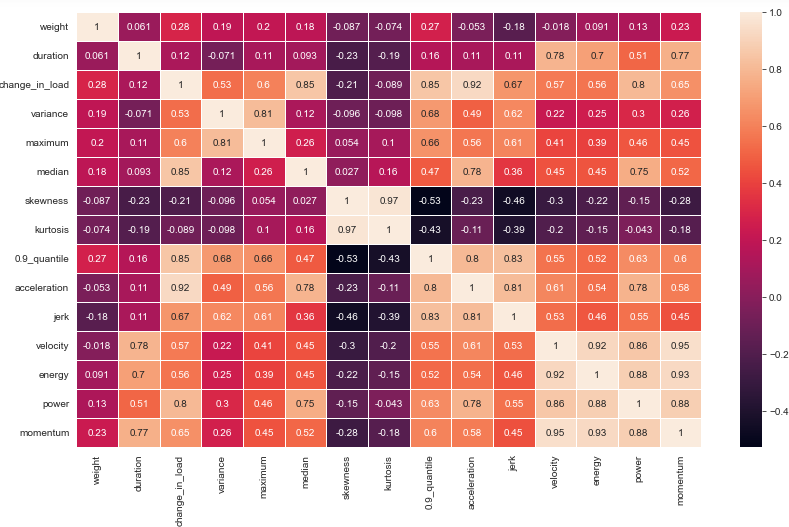 weight 1 0.061 0.28 0.19 0.2 0.18 -0.087 -0.074 0.27 -0.053 -0.18 -0.018 0.091 0.13 0.23
duration 0.061 1 0.12 -0.071 0.11 0.093 -0.23 -0.19 0.16 0.11 0.11 0.78 0.7 0.51 0.77
change_in_load 0.28 0.12 1 0.53 0.6 0.85 -0.21 -0.089 0.85 0.92 0.67 0.57 0.56 0.8 0.65
variance 0.19 -0.071 0.53 1 0.81 0.12 -0.096 -0.098 0.68 0.49 0.62 0.22 0.25 0.3 0.26
maximum 0.2 0.11 0.6 0.81 1 0.26 0.054 0.1 0.66 0.56 0.61 0.41 0.39 0.46 0.45
median 0.18 0.093 0.85 0.12 0.26 1 0.027 0.16 0.47 0.78 0.36 0.45 0.45 0.75 0.52
skewness -0.087 -0.23 -0.21 -0.096 0.054 0.027 1 0.97 -0.53 -0.23 -0.46 -0.3 -0.22 -0.15 -0.28
kurtosis -0.074 -0.19 -0.089 -0.098 0.1 0.16 0.97 1 -0.43 -0.11 -0.39 -0.2 -0.15 -0.043 -0.18
0.9_quantile 0.27 0.16 0.85 0.68 0.66 0.47 -0.53 -0.43 1 0.8 0.83 0.55 0.52 0.63 0.6
acceleration -0.053 0.11 0.92 0.49 0.56 0.78 -0.23 -0.11 0.8 1 0.81 0.61 0.54 0.78 0.58
jerk -0.18 0.11 0.67 0.62 0.61 0.36 -0.46 -0.39 0.83 0.81 1 0.53 0.46 0.55 0.45
velocity -0.018 0.78 0.57 0.22 0.41 0.45 -0.3 -0.2 0.55 0.61 0.53 1 0.92 0.86 0.95
energy 0.091 0.7 0.56 0.25 0.39 0.45 -0.22 -0.15 0.52 0.54 0.46 0.92 1 0.88 0.93
power 0.13 0.51 0.8 0.3 0.46 0.75 -0.15 -0.043 0.63 0.78 0.55 0.86 0.88 1 0.88
momentum 0.23 0.77 0.65 0.26 0.45 0.52 -0.28 -0.18 0.6 0.58 0.45 0.95 0.93 0.88 1
weight duration change_in_load variance maximum median skewness kurtosis 0.9_quantile acceleration jerk velocity energy power momentum
1.0
0.8
0.6
0.4
0.2
0.0
-0.2
-0.4